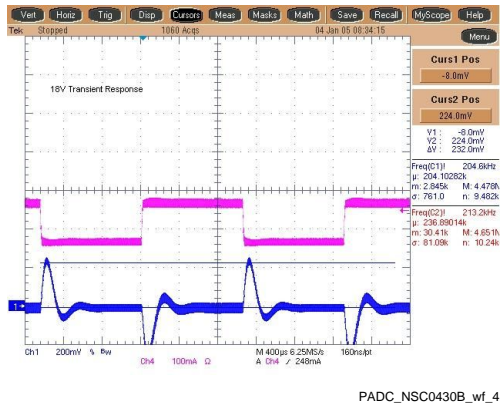 Vert Horiz Trig Disp Cursors Meas Masks Math Save Recall MyScope Help
Tek Stopped 1060 Acqs 04 Jan 05 08:34:15
Menu
Curs1 Pos
-8.0mV
Curs2 Pos
224.0mV
V1 : -8.0mV
V2 : 224.0mV
ΔV : 232.0mV
18V Transient Response
Freq(C1)! 204.6kHz
μ: 204.10282k
m: 2.845k M: 4.478M
σ: 761.0 n: 9.482k
Freq(C2)! 213.2kHz
μ: 236.89014k
m: 30.41k M: 4.651M
σ: 81.09k n: 10.24k
1
Ch1 200mV M 400μs 6.25MS/s 160ns/pt
Ch4 100mA Ω A Ch4 248mA
PADC_NSC0430B_wf_4